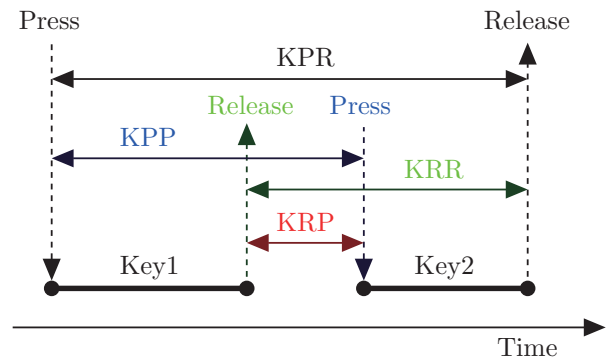 Press Release
KPR
Release Press
KPP
KRR
KRP
Key1 Key2
Time